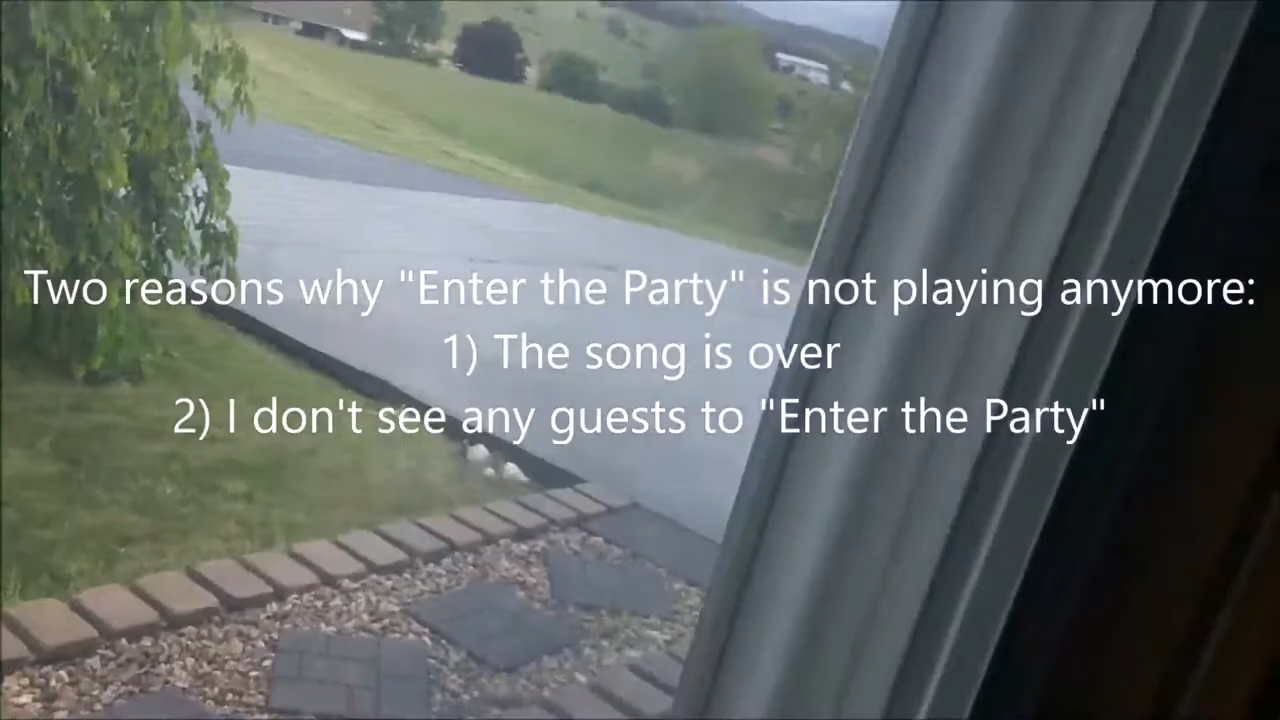 Two reasons why "Enter the Party" is not playing anymore:
1) The song is over
2) I don't see any guests to "Enter the Party"